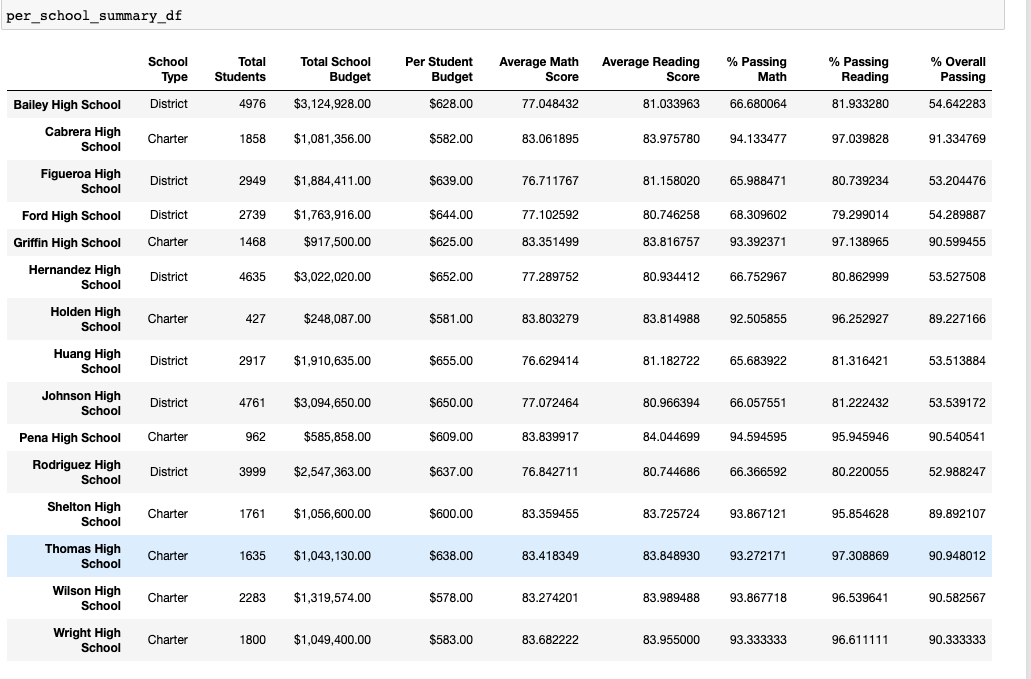 per_school_summary_df
School Type Total Students Total School Budget Per Student Budget Average Math Score Average Reading Score % Passing Math % Passing Reading % Overall Passing
Bailey High School District 4976 $3,124,928.00 $628.00 77.048432 81.033963 66.680064 81.933280 54.642283
Cabrera High School Charter 1858 $1,081,356.00 $582.00 83.061895 83.975780 94.133477 97.039828 91.334769
Figueroa High School District 2949 $1,884,411.00 $639.00 76.711767 81.158020 65.988471 80.739234 53.204476
Ford High School District 2739 $1,763,916.00 $644.00 77.102592 80.746258 68.309602 79.299014 54.289887
Griffin High School Charter 1468 $917,500.00 $625.00 83.351499 83.816757 93.392371 97.138965 90.599455
Hernandez High School District 4635 $3,022,020.00 $652.00 77.289752 80.934412 66.752967 80.862999 53.527508
Holden High School Charter 427 $248,087.00 $581.00 83.803279 83.814988 92.505855 96.252927 89.227166
Huang High School District 2917 $1,910,635.00 $655.00 76.629414 81.182722 65.683922 81.316421 53.513884
Johnson High School District 4761 $3,094,650.00 $650.00 77.072464 80.966394 66.057551 81.222432 53.539172
Pena High School Charter 962 $585,858.00 $609.00 83.839917 84.044699 94.594595 95.945946 90.540541
Rodriguez High School District 3999 $2,547,363.00 $637.00 76.842711 80.744686 66.366592 80.220055 52.988247
Shelton High School Charter 1761 $1,056,600.00 $600.00 83.359455 83.725724 93.867121 95.854628 89.892107
Thomas High School Charter 1635 $1,043,130.00 $638.00 83.418349 83.848930 93.272171 97.308869 90.948012
Wilson High School Charter 2283 $1,319,574.00 $578.00 83.274201 83.989488 93.867718 96.539641 90.582567
Wright High School Charter 1800 $1,049,400.00 $583.00 83.682222 83.955000 93.333333 96.611111 90.333333